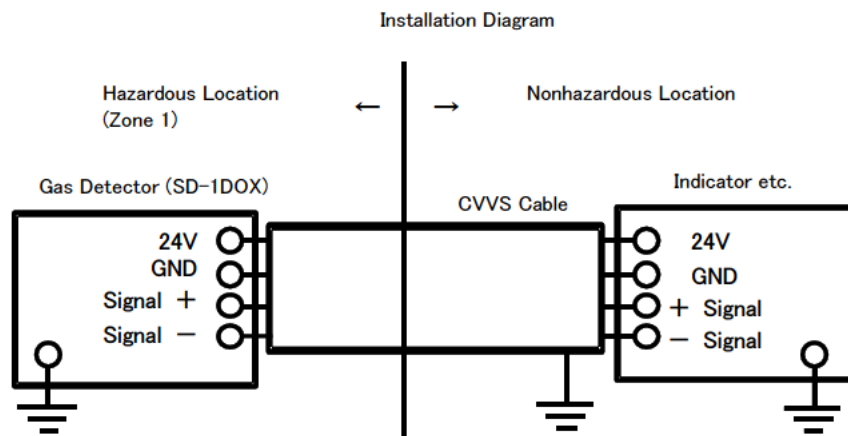 Installation Diagram
Hazardous Location
(Zone 1)
← →
Nonhazardous Location
Gas Detector (SD-1DOX)
CVVS Cable
Indicator etc.
24V
GND
Signal +
Signal −
24V
GND
+ Signal
− Signal